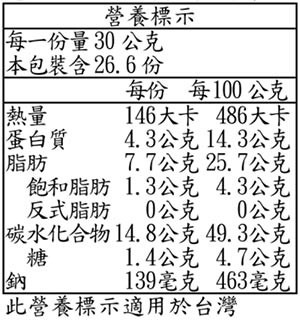 營養標示
每一份量30公克
本包裝含26.6份
每份 每100公克
熱量 146大卡 486大卡
蛋白質 4.3公克 14.3公克
脂肪 7.7公克 25.7公克
飽和脂肪 1.3公克 4.3公克
反式脂肪 0公克 0公克
碳水化合物 14.8公克 49.3公克
糖 1.4公克 4.7公克
鈉 139毫克 463毫克
此營養標示適用於台灣